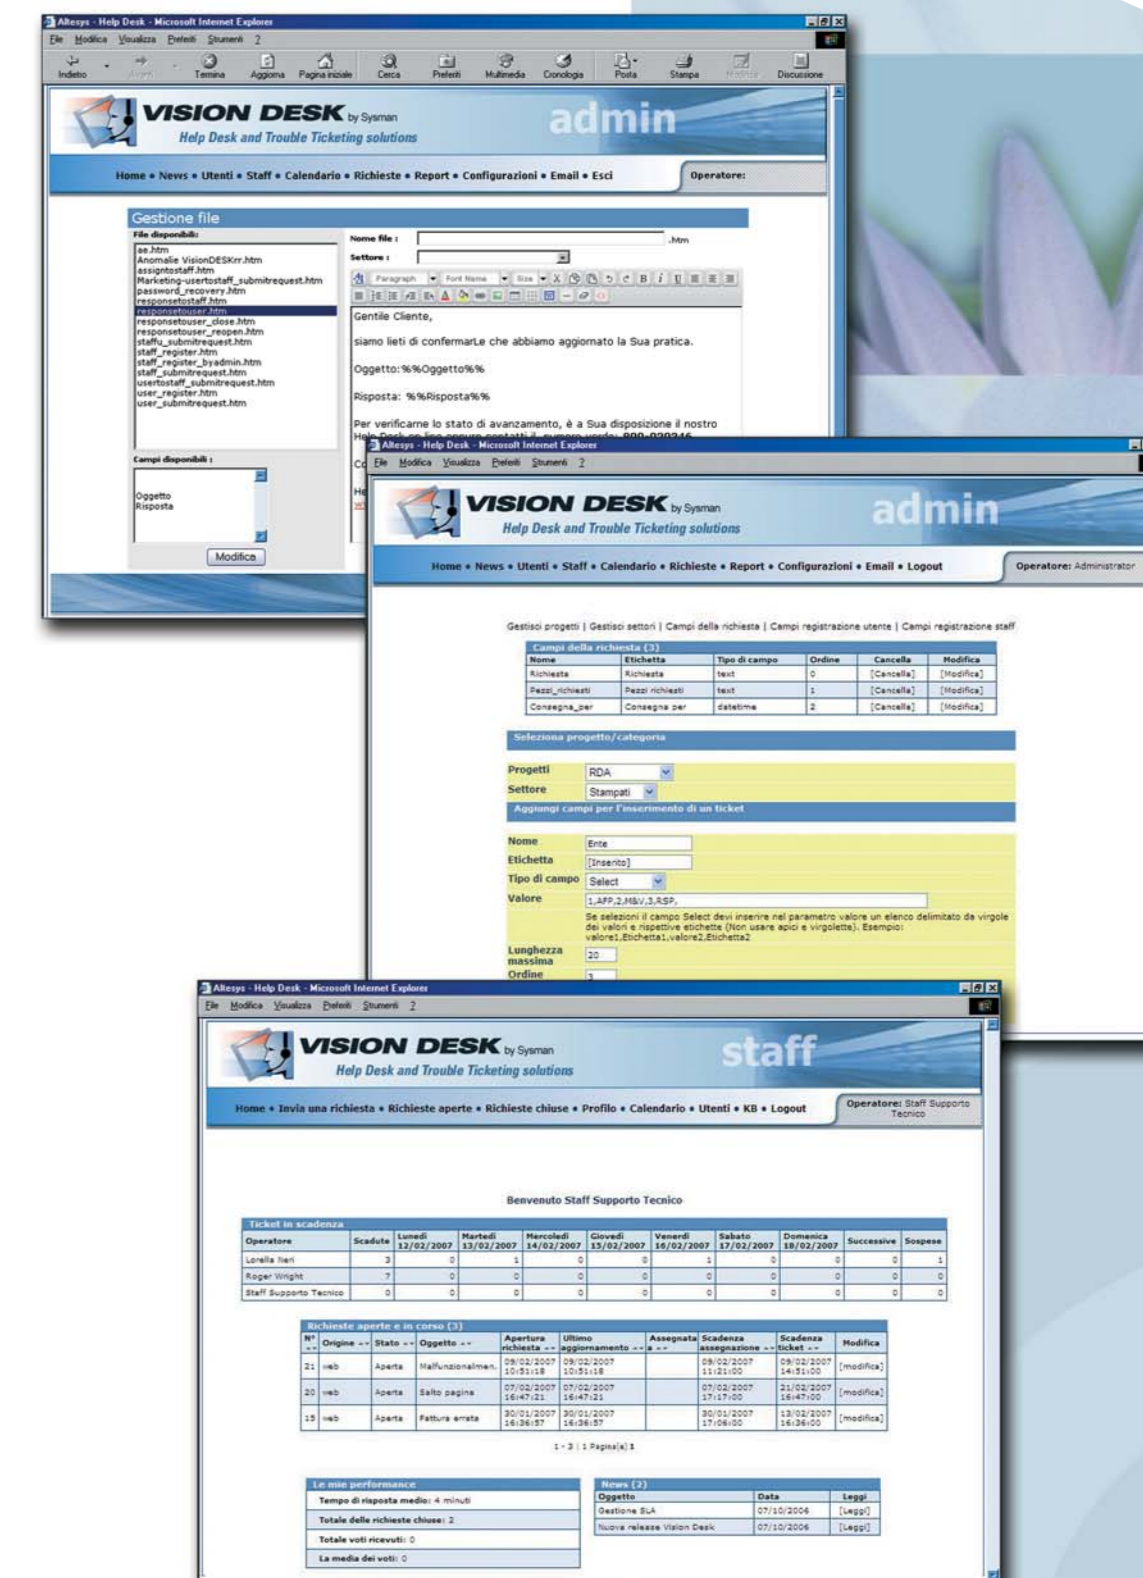 Altesys - Help Desk - Microsoft Internet Explorer
File Modifica Visualizza Preferiti Strumenti ?
Indietro Avanti Termina Aggiorna Pagina iniziale Cerca Preferiti Multimedia Cronologia Posta Stampa Modifica Discussione
VISION DESK by Sysman
Help Desk and Trouble Ticketing solutions
admin
Home • News • Utenti • Staff • Calendario • Richieste • Report • Configurazioni • Email • Esci
Operatore:
Gestione file
File disponibili:
ae.htm
Anomalie VisionDESKrr.htm
assigntostaff.htm
Marketing-usertostaff_submitrequest.htm
password_recovery.htm
responsetostaff.htm
responsetouser.htm
responsetouser_close.htm
responsetouser_reopen.htm
staffu_submitrequest.htm
staff_register.htm
staff_register_byadmin.htm
staff_submitrequest.htm
usertostaff_submitrequest.htm
user_register.htm
user_submitrequest.htm
Campi disponibili :
Oggetto
Risposta
Modifica
Nome file : .htm
Settore :
Paragraph Font Name Size
Gentile Cliente,
siamo lieti di confermarLe che abbiamo aggiornato la Sua pratica.
Oggetto:%%Oggetto%%
Risposta: %%Risposta%%
Per verificarne lo stato di avanzamento, è a Sua disposizione il nostro
Altesys - Help Desk - Microsoft Internet Explorer
File Modifica Visualizza Preferiti Strumenti ?
VISION DESK by Sysman
Help Desk and Trouble Ticketing solutions
admin
Home • News • Utenti • Staff • Calendario • Richieste • Report • Configurazioni • Email • Logout
Operatore: Administrator
Gestisci progetti | Gestisci settori | Campi della richiesta | Campi registrazione utente | Campi registrazione staff
Campi della richiesta (3)
Nome Etichetta Tipo di campo Ordine Cancella Modifica
Richiesta Richiesta text 0 [Cancella] [Modifica]
Pezzi_richiesti Pezzi richiesti text 1 [Cancella] [Modifica]
Consegna_per Consegna per datetime 2 [Cancella] [Modifica]
Seleziona progetto/categoria
Progetti RDA
Settore Stampati
Aggiungi campi per l'inserimento di un ticket
Nome Ente
Etichetta [Inserito]
Tipo di campo Select
Valore 1,AFP,2,M&V,3,RSP,
Se selezioni il campo Select devi inserire nel parametro valore un elenco delimitato da virgole
dei valori e rispettive etichette (Non usare apici e virgolette). Esempio:
valore1,Etichetta1,valore2,Etichetta2
Lunghezza massima 20
Ordine 3
Altesys - Help Desk - Microsoft Internet Explorer
File Modifica Visualizza Preferiti Strumenti ?
VISION DESK by Sysman
Help Desk and Trouble Ticketing solutions
staff
Home • Invia una richiesta • Richieste aperte • Richieste chiuse • Profilo • Calendario • Utenti • KB • Logout
Operatore: Staff Supporto
Tecnico
Benvenuto Staff Supporto Tecnico
Ticket in scadenza
Operatore Scadute Lunedì 12/02/2007 Martedì 13/02/2007 Mercoledì 14/02/2007 Giovedì 15/02/2007 Venerdì 16/02/2007 Sabato 17/02/2007 Domenica 18/02/2007 Successive Sospese
Lorella Neri 3 0 1 0 0 1 0 0 0 1
Roger Wright 7 0 0 0 0 0 0 0 0 0
Staff Supporto Tecnico 0 0 0 0 0 0 0 0 0 0
Richieste aperte e in corso (3)
N° Origine Stato Oggetto Apertura richiesta Ultimo aggiornamento Assegnata a Scadenza assegnazione Scadenza ticket Modifica
21 web Aperta Malfunzionalmen. 09/02/2007 10:51:18 09/02/2007 10:51:18 09/02/2007 11:21:00 09/02/2007 14:51:00 [modifica]
20 web Aperta Salto pagina 07/02/2007 16:47:21 07/02/2007 16:47:21 07/02/2007 17:17:00 21/02/2007 16:47:00 [modifica]
15 web Aperta Fattura errata 30/01/2007 16:36:57 30/01/2007 16:36:57 30/01/2007 17:06:00 13/02/2007 16:36:00 [modifica]
1 - 3 | 1 Pagina(e) 1
Le mie performance
Tempo di risposta medio: 4 minuti
Totale delle richieste chiuse: 2
Totale voti ricevuti: 0
La media dei voti: 0
News (2)
Oggetto Data Leggi
Gestione SLA 07/10/2006 [Leggi]
Nuova release Vision Desk 07/10/2006 [Leggi]